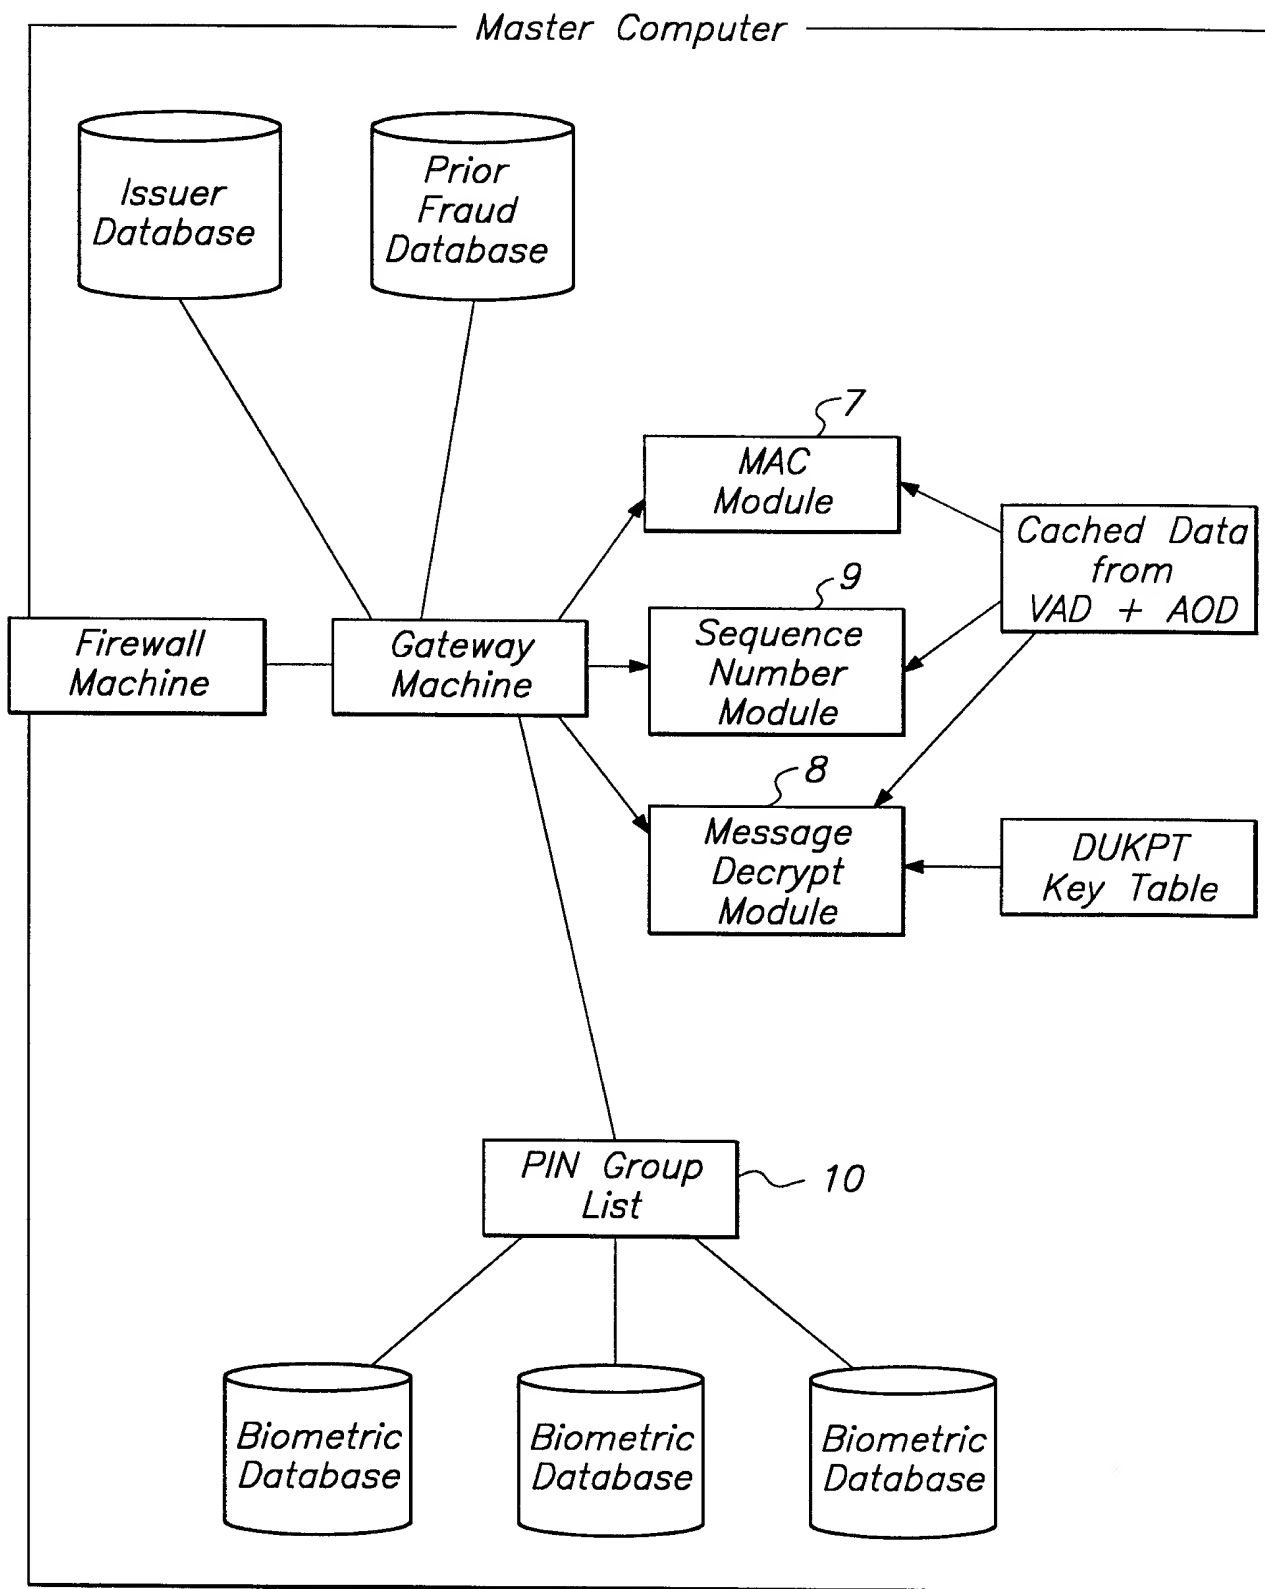 Master Computer
Issuer
Database
Prior
Fraud
Database
7
MAC
Module
Cached Data
from
VAD + AOD
9
Firewall
Machine
Gateway
Machine
Sequence
Number
Module
8
Message
Decrypt
Module
DUKPT
Key Table
PIN Group
List
10
Biometric
Database
Biometric
Database
Biometric
Database